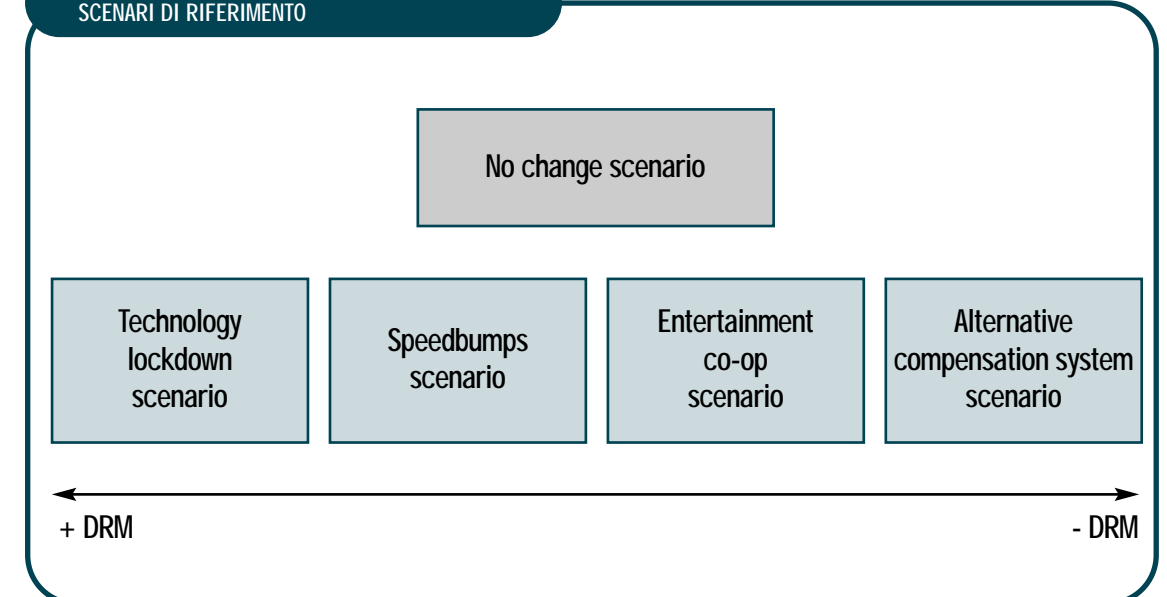 SCENARI DI RIFERIMENTO
No change scenario
Technology
lockdown
scenario
Speedbumps
scenario
Entertainment
co-op
scenario
Alternative
compensation system
scenario
+ DRM
- DRM